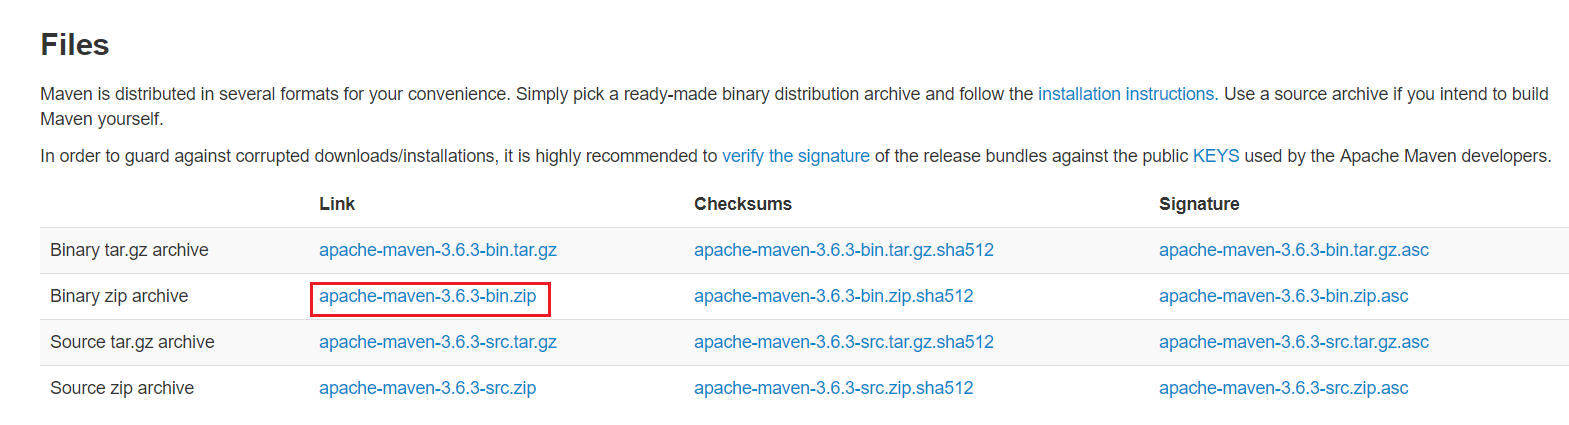 Files
Maven is distributed in several formats for your convenience. Simply pick a ready-made binary distribution archive and follow the installation instructions. Use a source archive if you intend to build
Maven yourself.
In order to guard against corrupted downloads/installations, it is highly recommended to verify the signature of the release bundles against the public KEYS used by the Apache Maven developers.
Link Checksums Signature
Binary tar.gz archive apache-maven-3.6.3-bin.tar.gz apache-maven-3.6.3-bin.tar.gz.sha512 apache-maven-3.6.3-bin.tar.gz.asc
Binary zip archive apache-maven-3.6.3-bin.zip apache-maven-3.6.3-bin.zip.sha512 apache-maven-3.6.3-bin.zip.asc
Source tar.gz archive apache-maven-3.6.3-src.tar.gz apache-maven-3.6.3-src.tar.gz.sha512 apache-maven-3.6.3-src.tar.gz.asc
Source zip archive apache-maven-3.6.3-src.zip apache-maven-3.6.3-src.zip.sha512 apache-maven-3.6.3-src.zip.asc